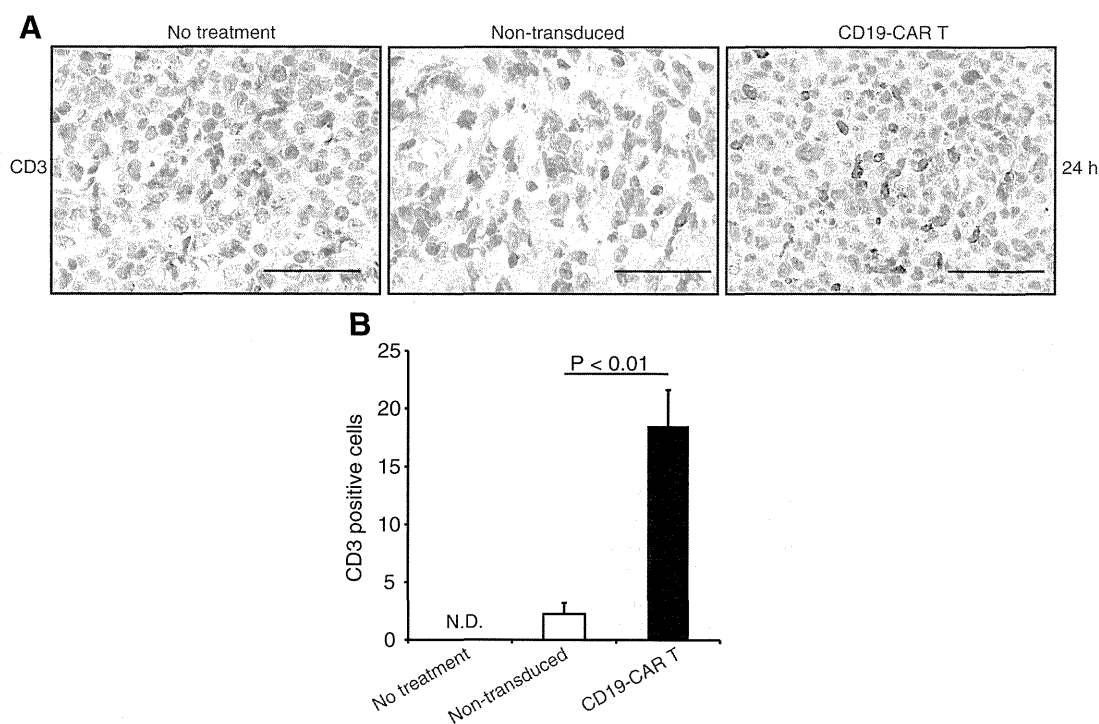 A
No treatment
Non-transduced
CD19-CAR T
CD3
24 h
B
25
20
15
10
5
0
CD3 positive cells
P < 0.01
N.D.
No treatment
Non-transduced
CD19-CAR T